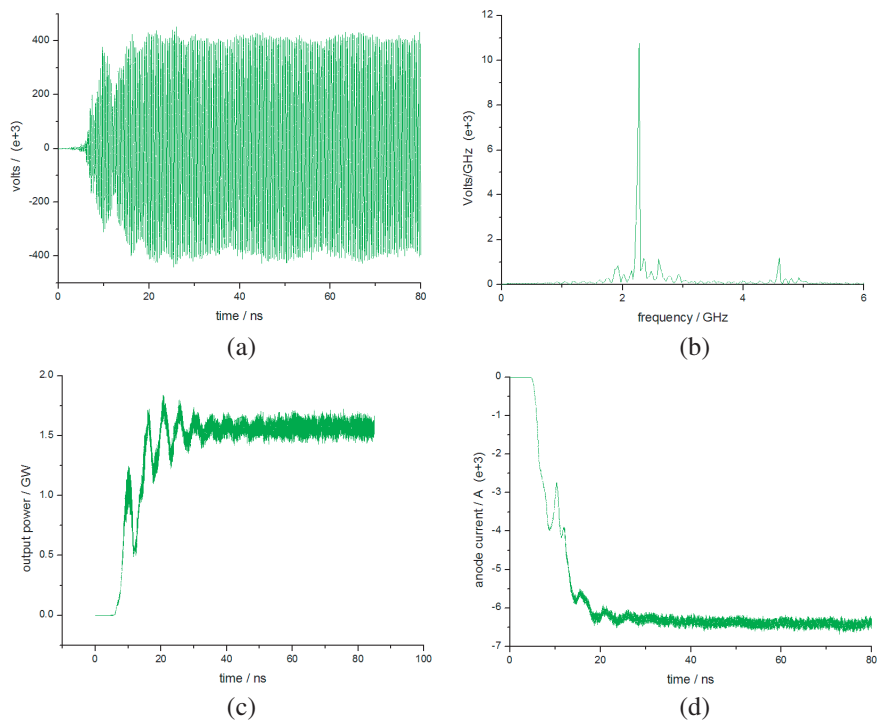 400
200
0
-200
-400
volts / (e+3)
0 20 40 60 80
time / ns
(a)
12
10
8
6
4
2
0
Volts/GHz (e+3)
0 2 4 6
frequency / GHz
(b)
2.0
1.5
1.0
0.5
0.0
output power / GW
0 20 40 60 80 100
time / ns
(c)
0
-1
-2
-3
-4
-5
-6
-7
anode current / A (e+3)
0 20 40 60 80
time / ns
(d)